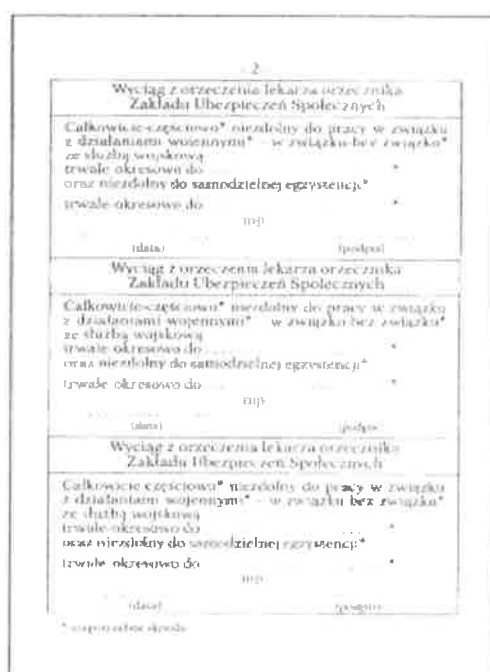 - 2 -
Wyciąg z orzeczenia lekarza orzecznika
Zakładu Ubezpieczeń Społecznych
Całkowicie-częściowo* niezdolny do pracy w związku
z działaniami wojennymi* - w związku-bez związku*
ze służbą wojskową
trwale-okresowo do ..... *
oraz niezdolny do samodzielnej egzystencji*
trwale-okresowo do ..... *
mp.
(data) (podpis)
Wyciąg z orzeczenia lekarza orzecznika
Zakładu Ubezpieczeń Społecznych
Całkowicie-częściowo* niezdolny do pracy w związku
z działaniami wojennymi* - w związku-bez związku*
ze służbą wojskową
trwale-okresowo do ..... *
oraz niezdolny do samodzielnej egzystencji*
trwale-okresowo do ..... *
mp.
(data) (podpis)
Wyciąg z orzeczenia lekarza orzecznika
Zakładu Ubezpieczeń Społecznych
Całkowicie-częściowo* niezdolny do pracy w związku
z działaniami wojennymi* - w związku-bez związku*
ze służbą wojskową
trwale-okresowo do ..... *
oraz niezdolny do samodzielnej egzystencji*
trwale-okresowo do ..... *
mp.
(data) (podpis)
* niepotrzebne skreślić